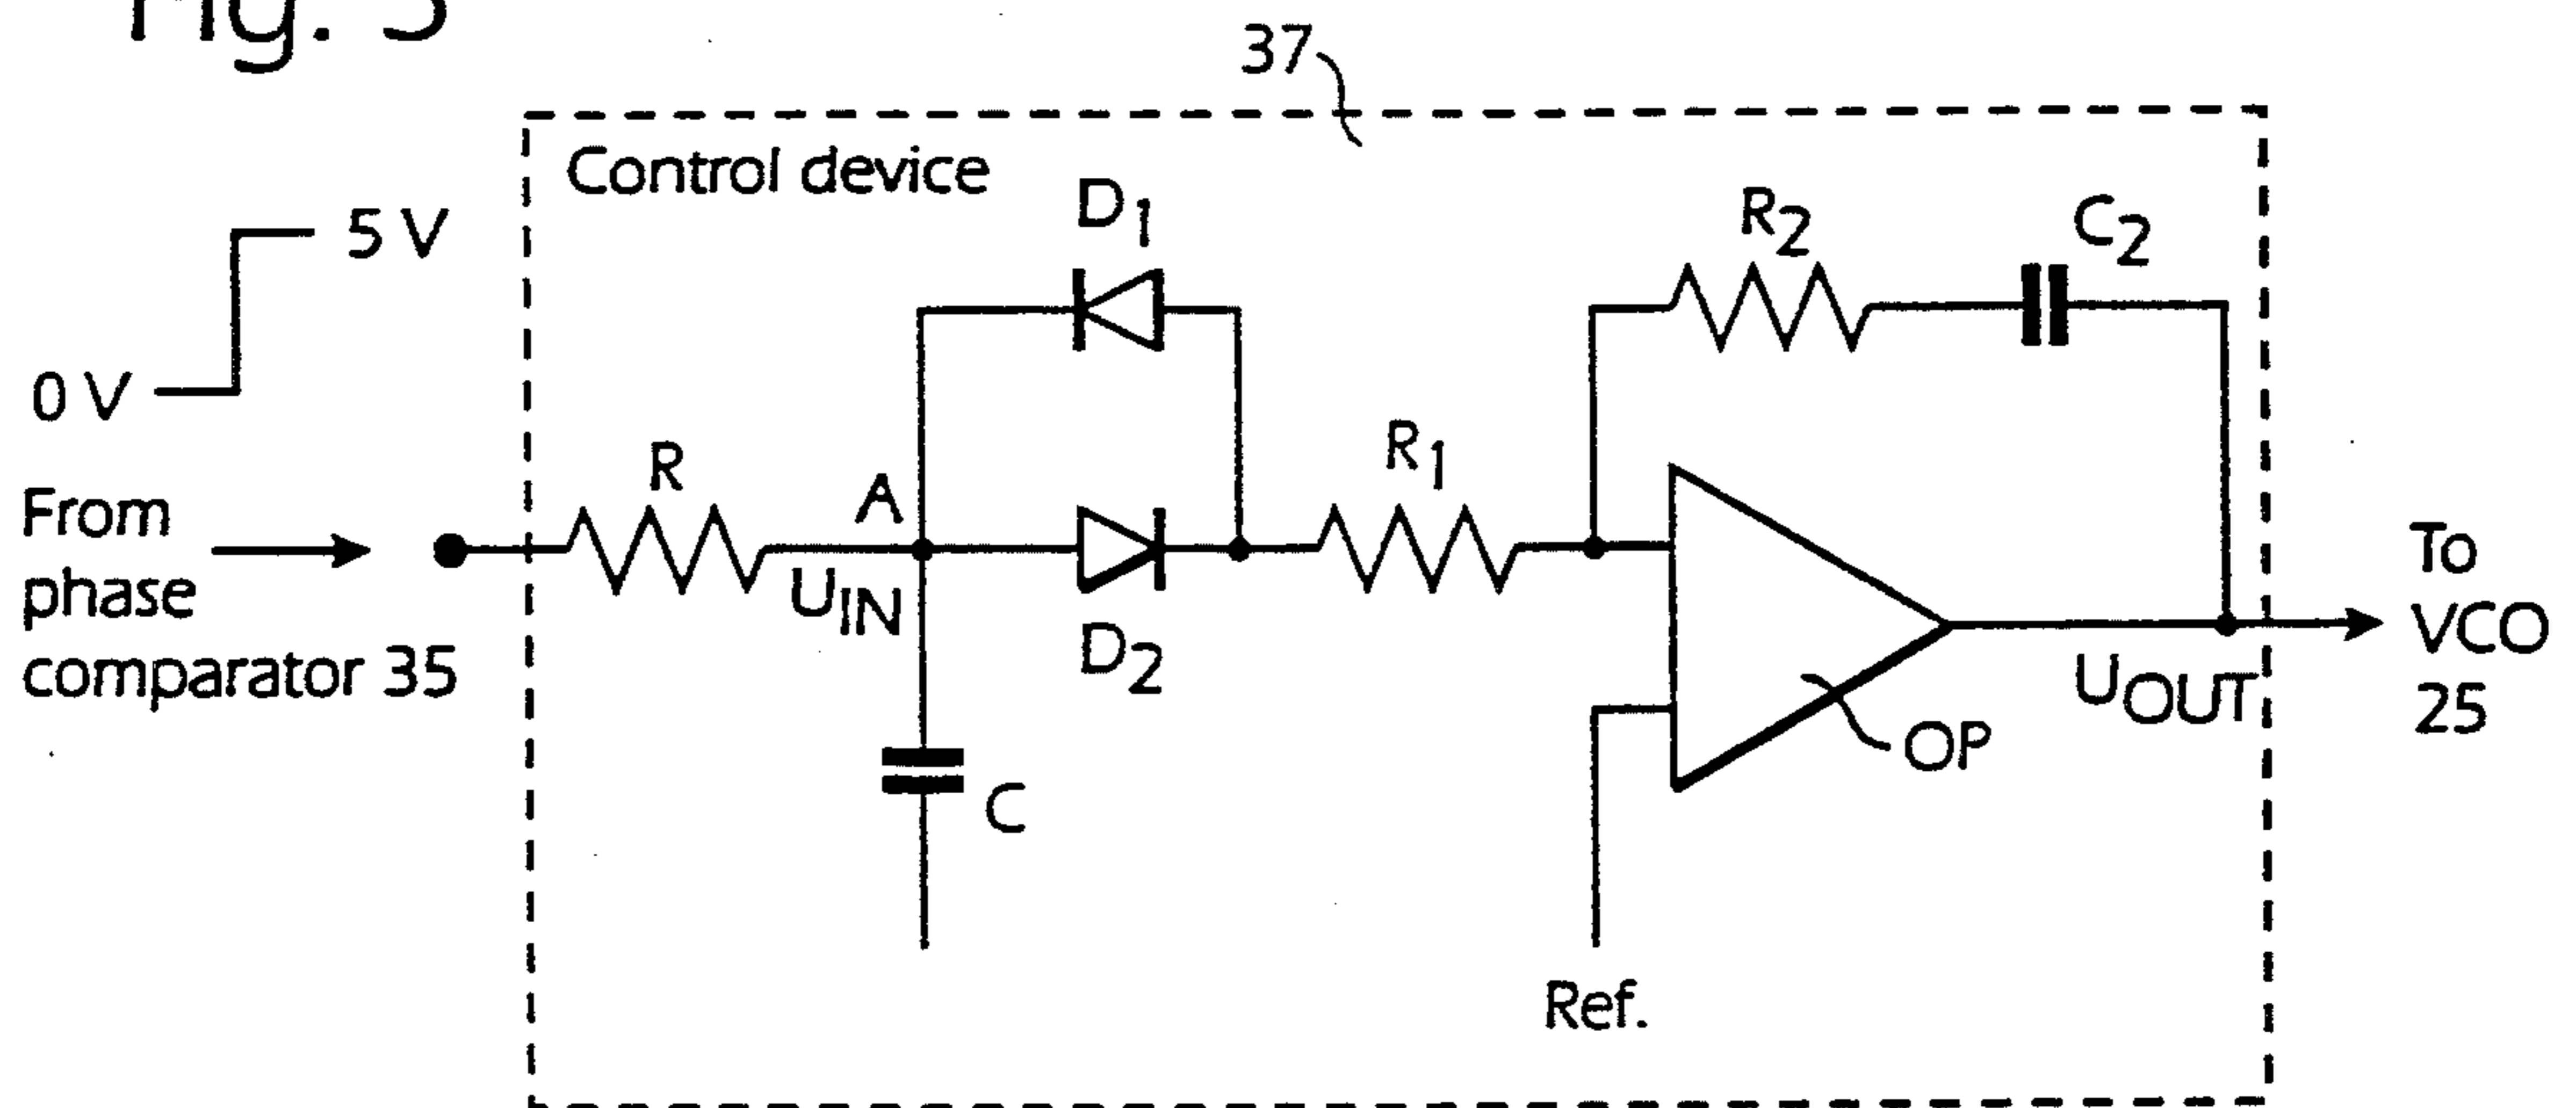 Fig. 5
37
Control device
5 V
0 V
From
phase
comparator 35
R
A
UIN
C
D1
D2
R1
R2
C2
OP
Ref.
UOUT
To
VCO
25